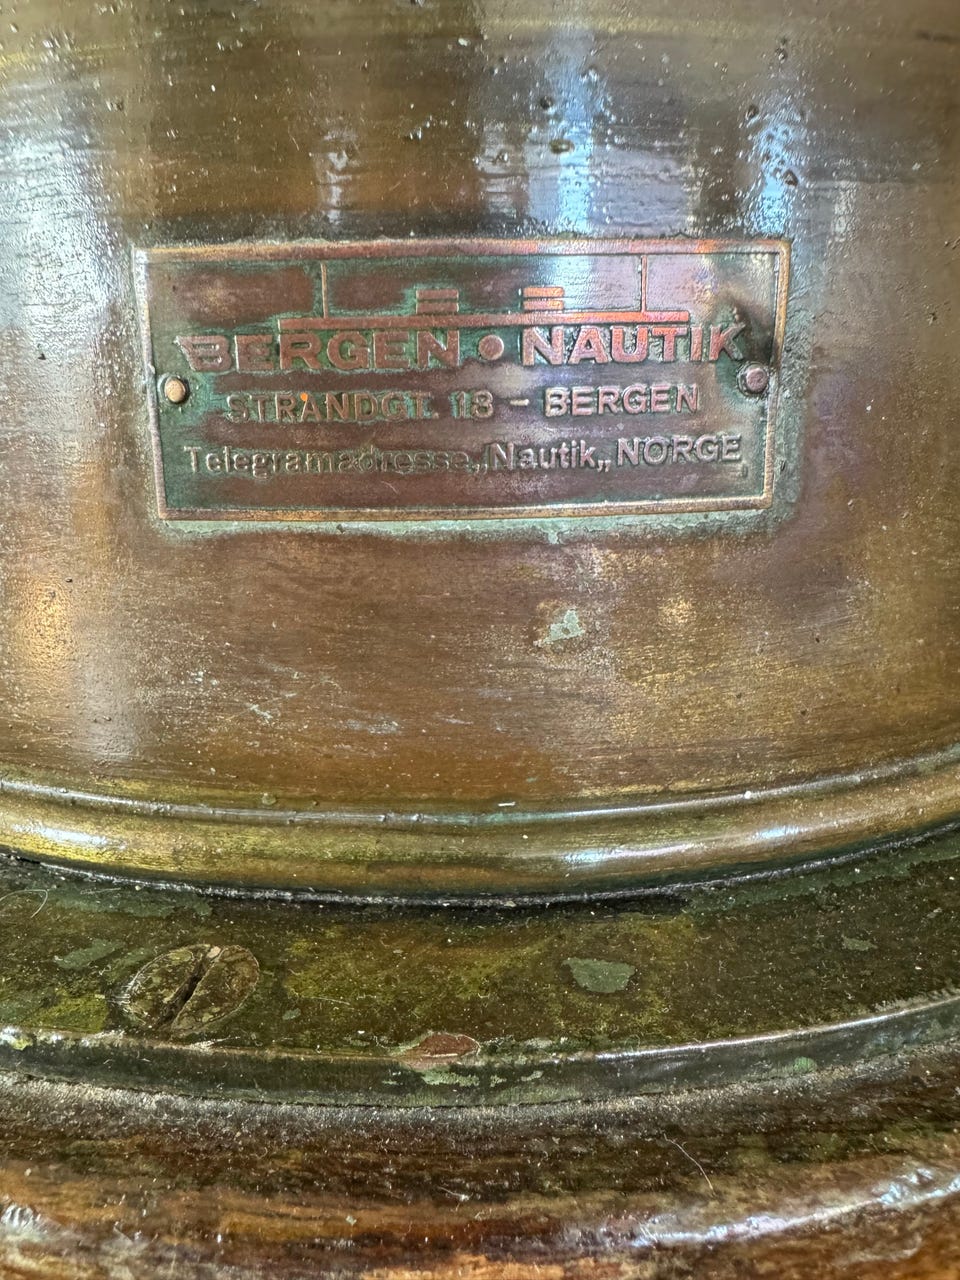 BERGEN • NAUTIK
STRANDGT. 18 - BERGEN
Telegramadresse „Nautik„ NORGE